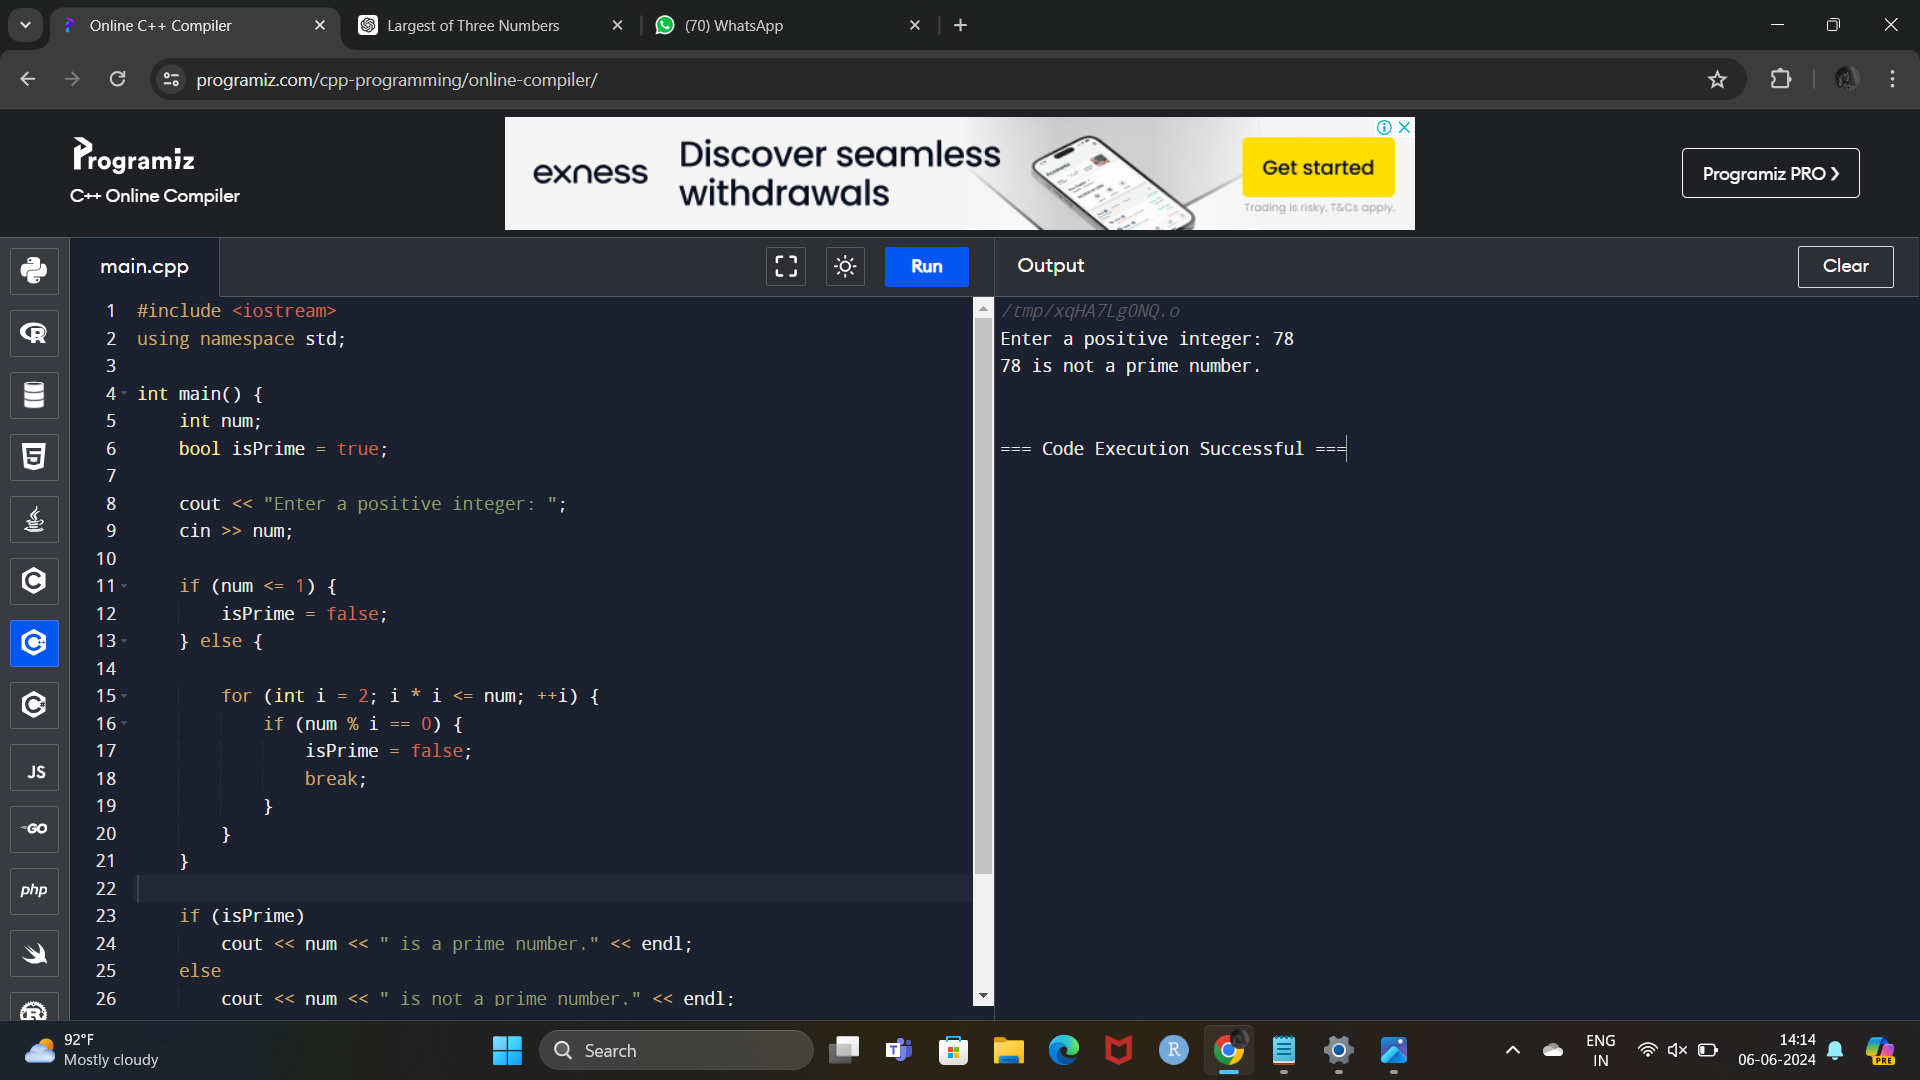 Online C++ Compiler
Largest of Three Numbers
(70) WhatsApp
programiz.com/cpp-programming/online-compiler/
Programiz
C++ Online Compiler
exness
Discover seamless
withdrawals
Get started
Trading is risky. T&Cs apply.
Programiz PRO ❯
main.cpp
Run
Output
Clear
1 #include <iostream>
2 using namespace std;
3
4 int main() {
5     int num;
6     bool isPrime = true;
7
8     cout << "Enter a positive integer: ";
9     cin >> num;
10
11     if (num <= 1) {
12         isPrime = false;
13     } else {
14
15         for (int i = 2; i * i <= num; ++i) {
16             if (num % i == 0) {
17                 isPrime = false;
18                 break;
19             }
20         }
21     }
22
23     if (isPrime)
24         cout << num << " is a prime number." << endl;
25     else
26         cout << num << " is not a prime number." << endl;
/tmp/xqHA7Lg0NQ.o
Enter a positive integer: 78
78 is not a prime number.
=== Code Execution Successful ===
JS
GO
php
92°F
Mostly cloudy
Search
ENG
IN
14:14
06-06-2024
PRE